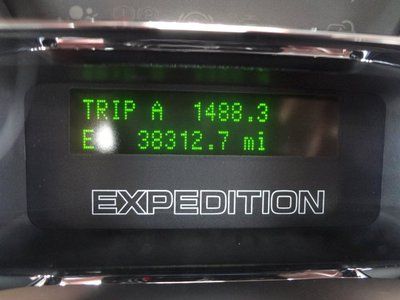 TRIP A 1488.3
E 38312.7 mi
EXPEDITION